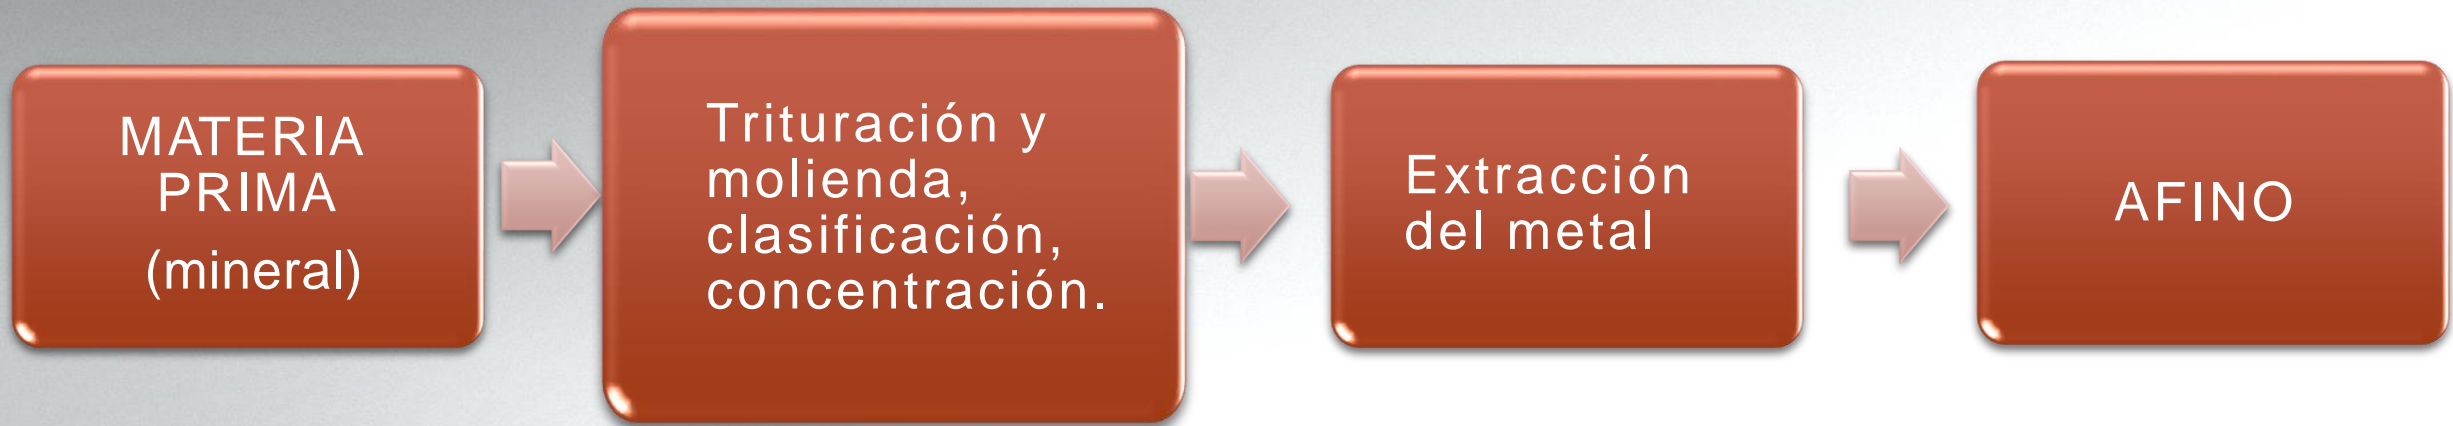 MATERIA
PRIMA
(mineral)
Trituración y
molienda,
clasificación,
concentración.
Extracción
del metal
AFINO